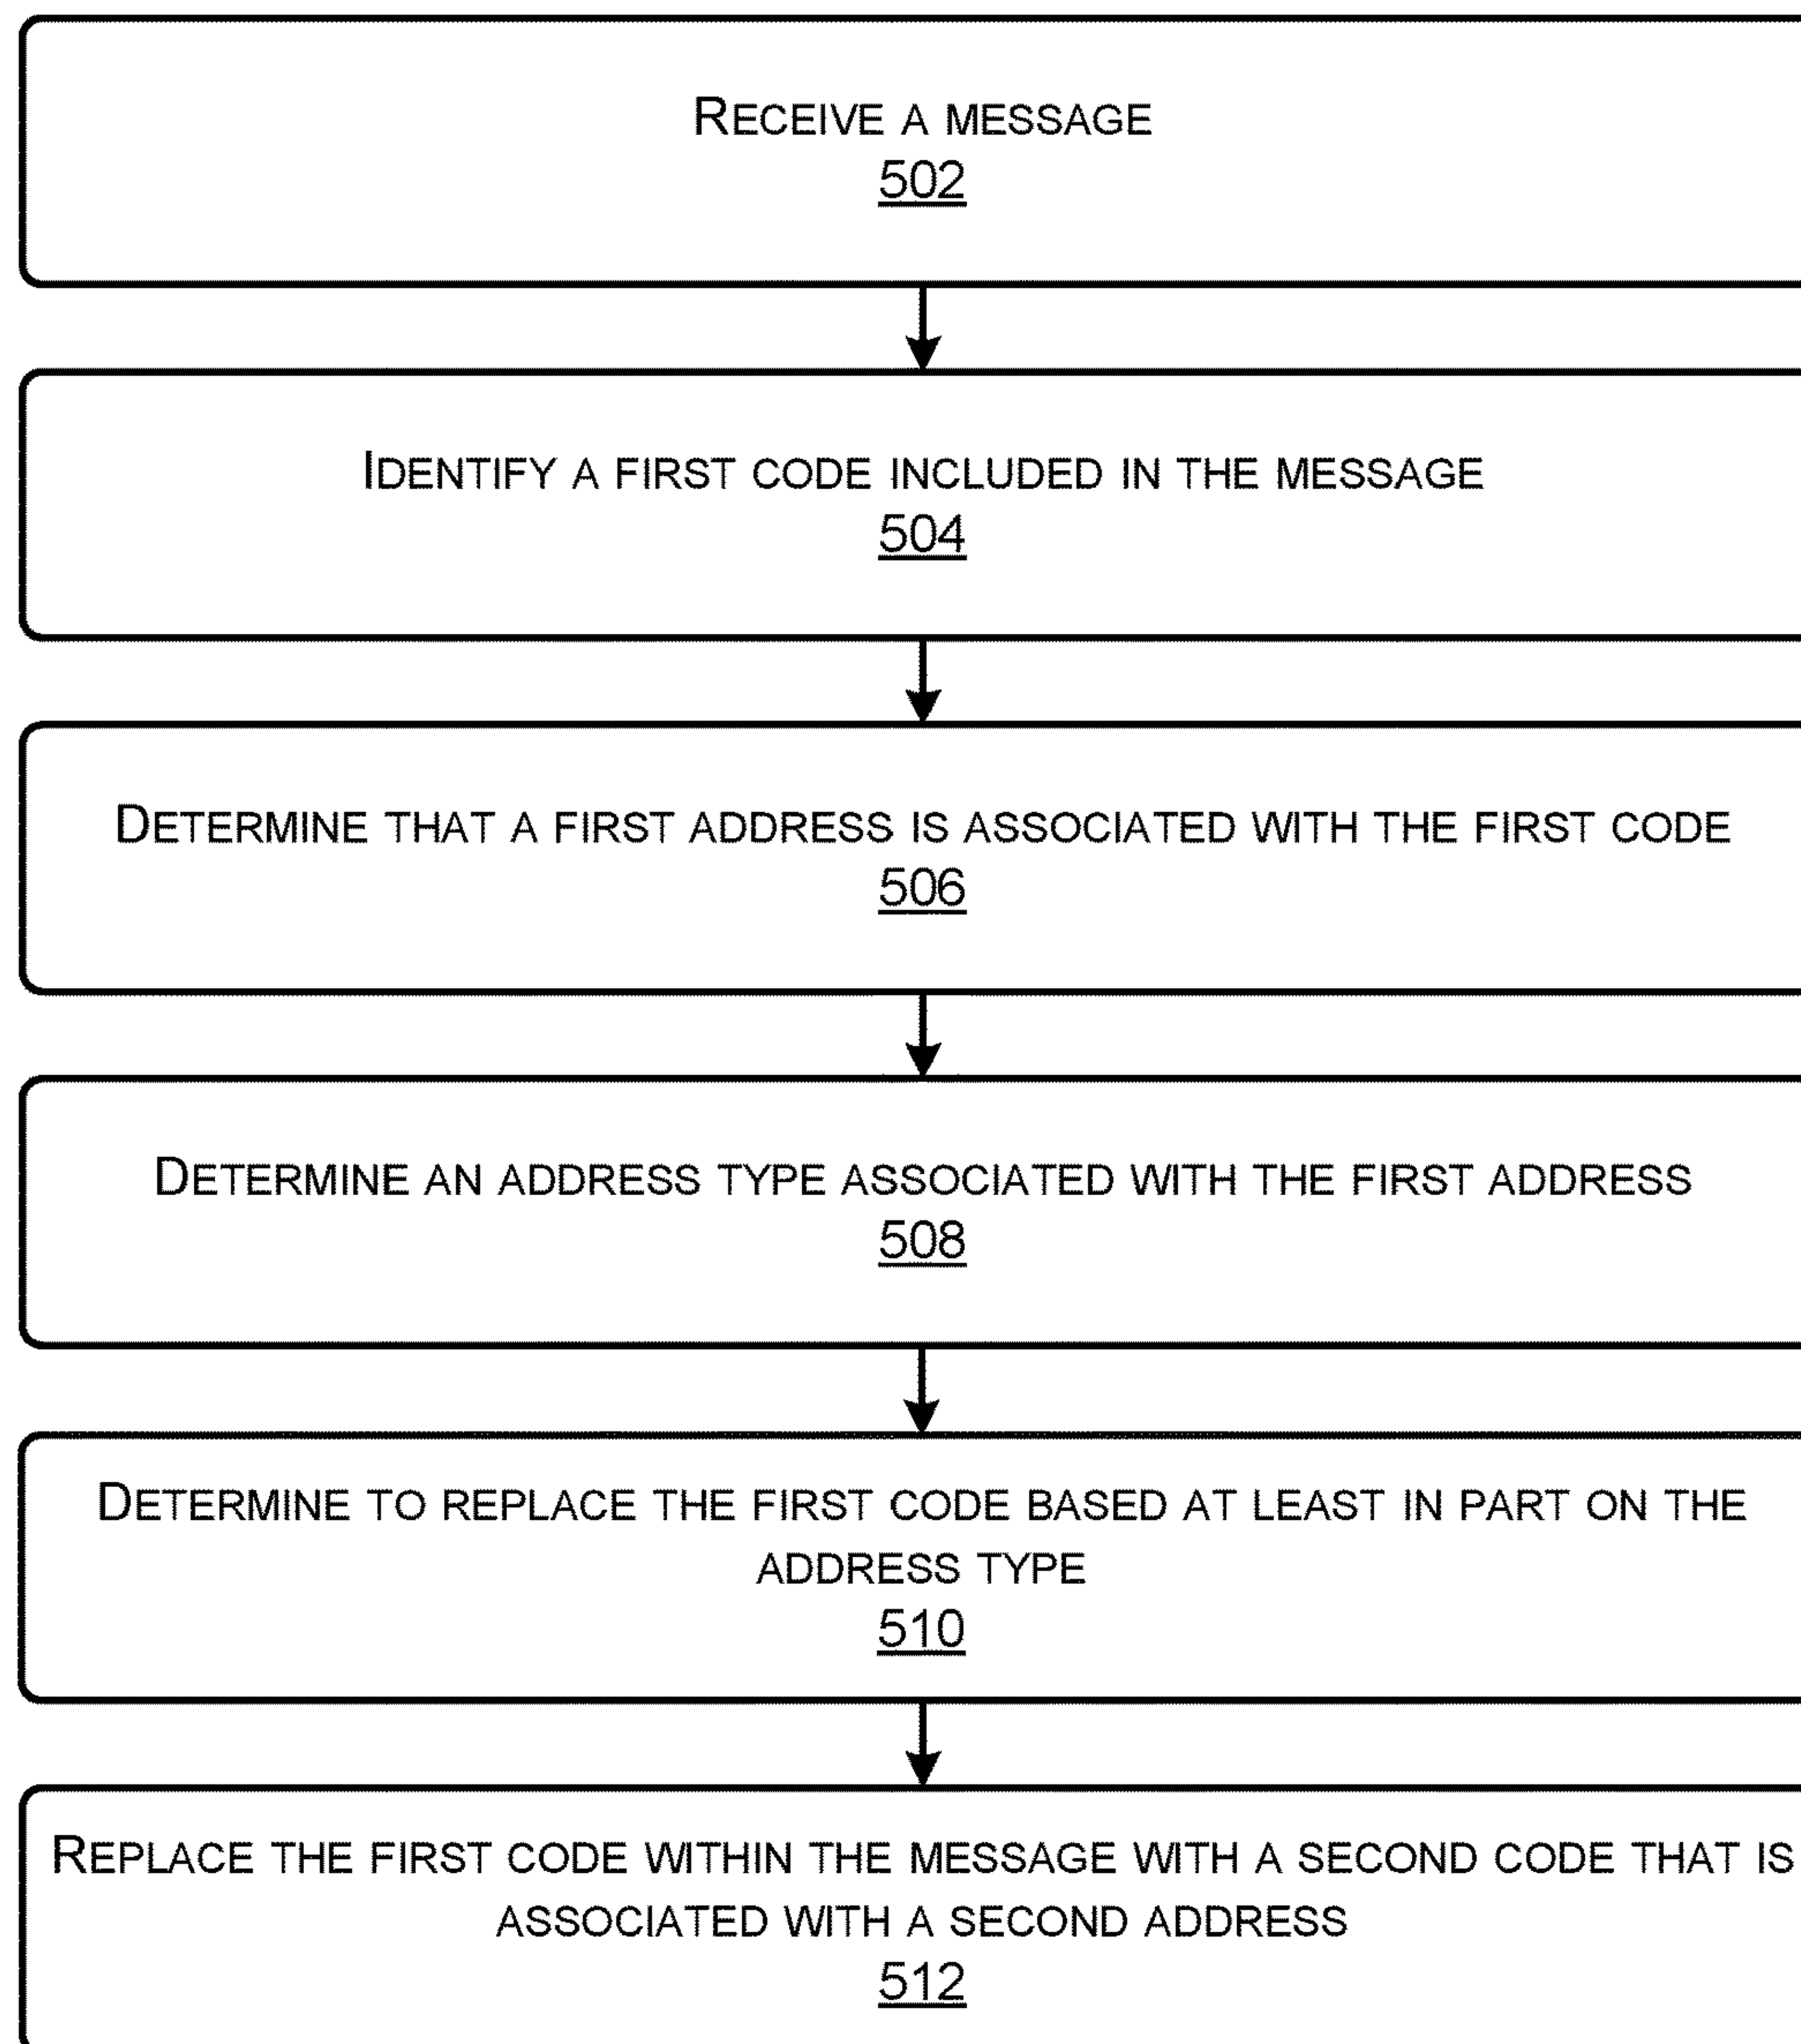 RECEIVE A MESSAGE
502
IDENTIFY A FIRST CODE INCLUDED IN THE MESSAGE
504
DETERMINE THAT A FIRST ADDRESS IS ASSOCIATED WITH THE FIRST CODE
506
DETERMINE AN ADDRESS TYPE ASSOCIATED WITH THE FIRST ADDRESS
508
DETERMINE TO REPLACE THE FIRST CODE BASED AT LEAST IN PART ON THE
ADDRESS TYPE
510
REPLACE THE FIRST CODE WITHIN THE MESSAGE WITH A SECOND CODE THAT IS
ASSOCIATED WITH A SECOND ADDRESS
512